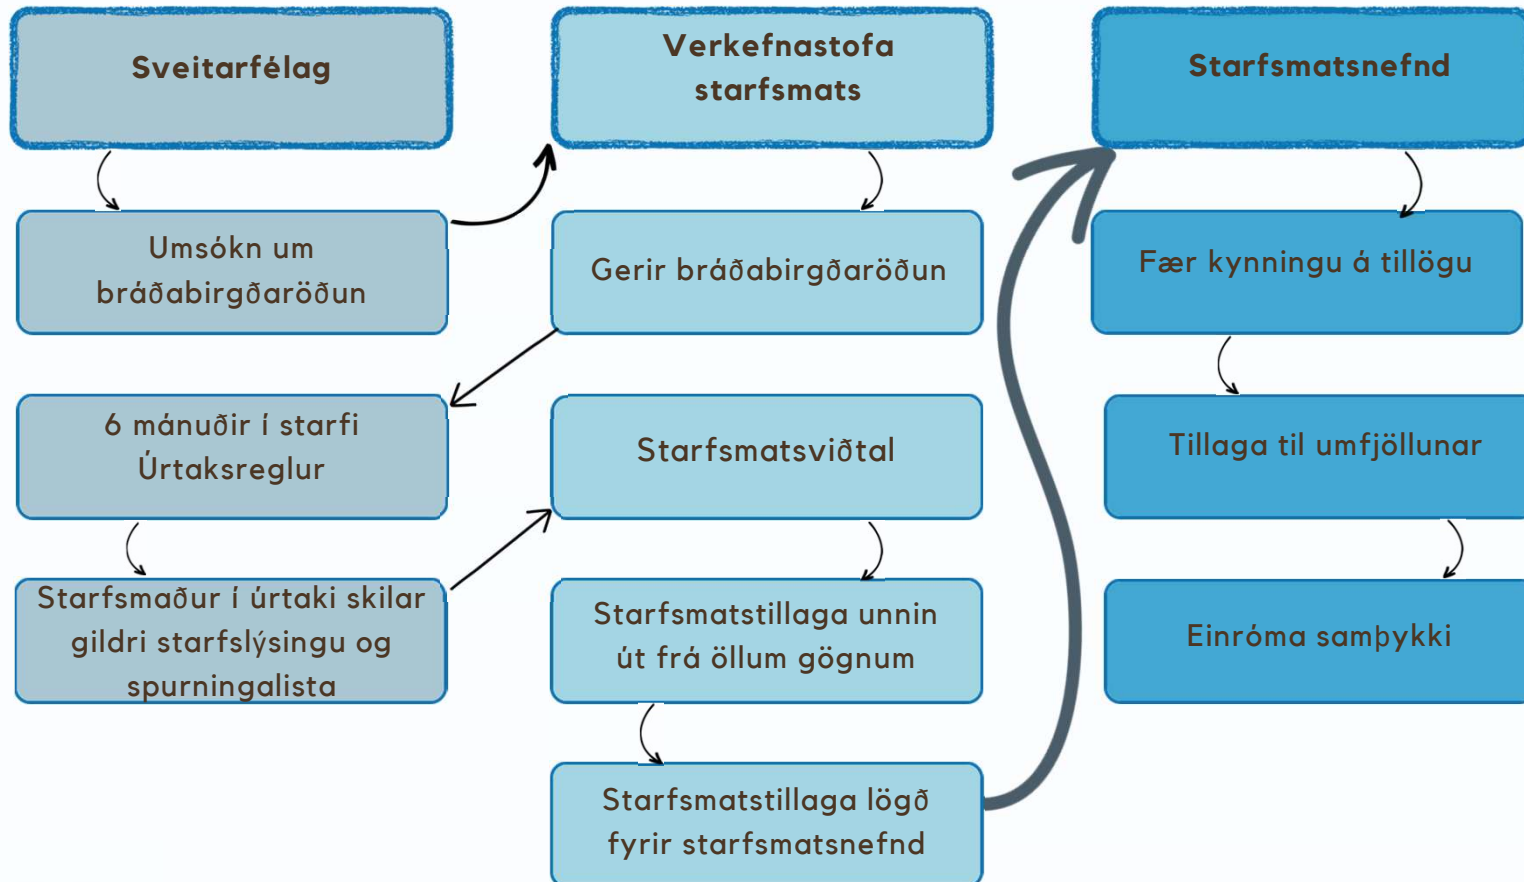 Sveitarfélag
Umsókn um
bráðabirgðaröðun
6 mánuðir í starfi
Úrtaksreglur
Starfsmaður í úrtaki skilar
gildri starfslýsingu og
spurningalista
Verkefnastofa
starfsmats
Gerir bráðabirgðaröðun
Starfsmatsviðtal
Starfsmatstillaga unnin
út frá öllum gögnum
Starfsmatstillaga lögð
fyrir starfsmatsnefnd
Starfsmatsnefnd
Fær kynningu á tillögu
Tillaga til umfjöllunar
Einróma samþykki